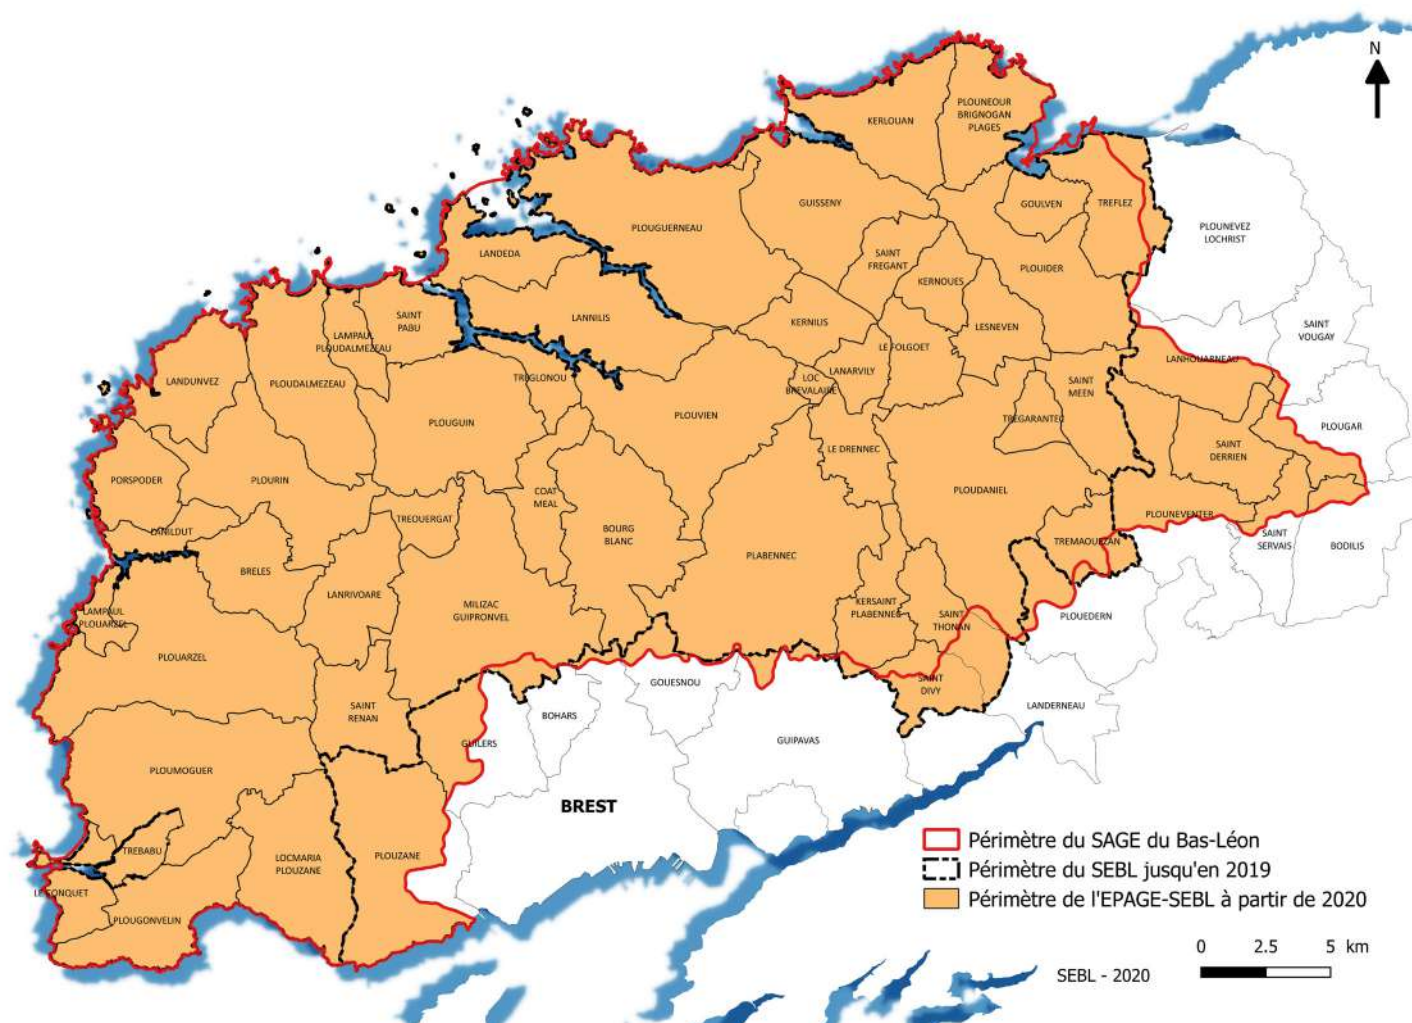 N
KERLOUAN
PLOUNEOUR
BRIGNOGAN
PLAGES
GUISSENY
GOULVEN
TREFLEZ
PLOUNEVEZ
LOCHRIST
PLOUGUERNEAU
LANDEDA
SAINT
FREGANT
KERNOUES
PLOUIDER
LANNILIS
KERNILIS
LESNEVEN
SAINT
VOUGAY
SAINT
PABU
LAMPAUL
PLOUDALMEZEAU
LE FOLGOET
LANHOUARNEAU
LANDUNVEZ
PLOUDALMEZEAU
TREGLONOU
LOC
BREVALAIRE
LANARVILY
SAINT
MEEN
PLOUVIEN
PLOUGUIN
TREGARANTEC
PLOUGAR
LE DRENNEC
SAINT
DERRIEN
PORSPODER
PLOURIN
COAT
MEAL
PLOUDANIEL
TREOUERGAT
PLOUNEVENTER
LANILDUT
BOURG
BLANC
PLABENNEC
TREMAOUEZAN
SAINT
SERVAIS
BODILIS
BRELES
LANRIVOARE
MILIZAC
GUIPRONVEL
KERSAINT
PLABENNEC
SAINT
THONAN
PLOUEDERN
LAMPAUL
PLOUARZEL
PLOUARZEL
SAINT
RENAN
GOUESNOU
SAINT
DIVY
LANDERNEAU
BOHARS
GUILERS
GUIPAVAS
PLOUMOGUER
BREST
TREBABU
LOCMARIA
PLOUZANE
PLOUZANE
LE CONQUET
PLOUGONVELIN
Périmètre du SAGE du Bas-Léon
Périmètre du SEBL jusqu'en 2019
Périmètre de l'EPAGE-SEBL à partir de 2020
0 2.5 5 km
SEBL - 2020